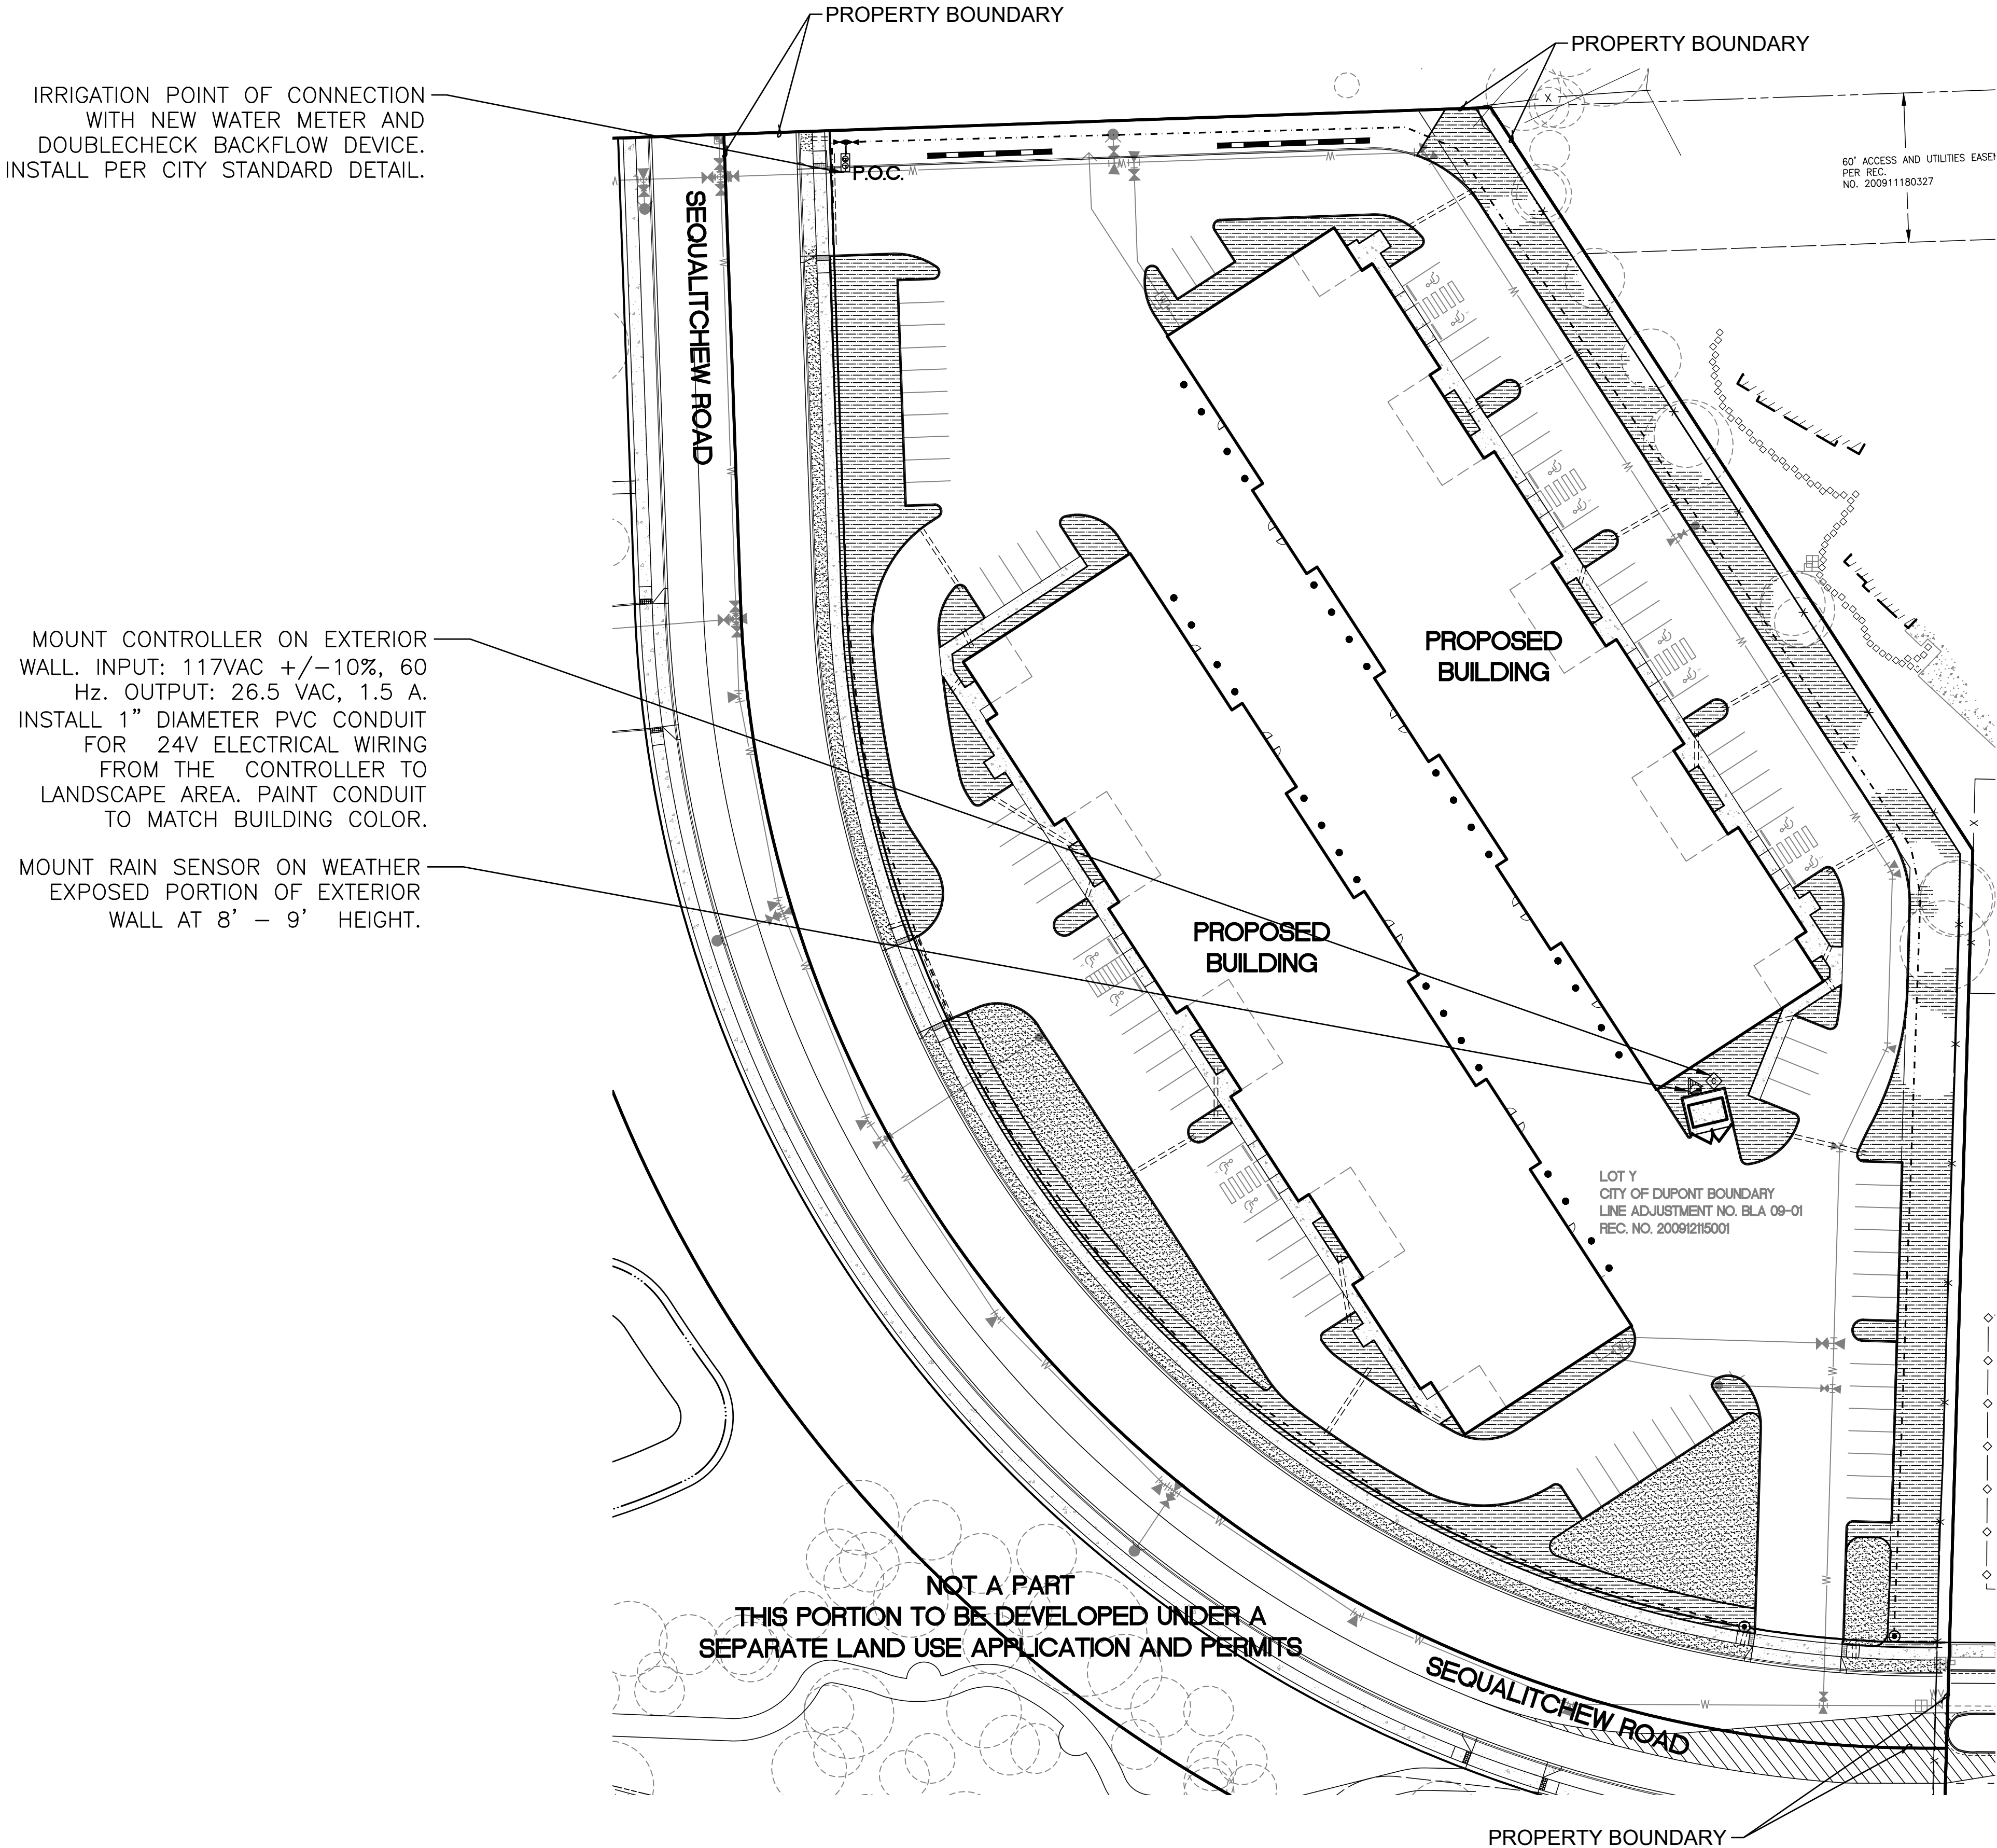 PROPERTY BOUNDARY
PROPERTY BOUNDARY
IRRIGATION POINT OF CONNECTION
WITH NEW WATER METER AND
DOUBLECHECK BACKFLOW DEVICE.
INSTALL PER CITY STANDARD DETAIL.
P.O.C.
60' ACCESS AND UTILITIES EASEM
PER REC.
NO. 200911180327
SEQUALITCHEW ROAD
MOUNT CONTROLLER ON EXTERIOR
WALL. INPUT: 117VAC +/-10%, 60
Hz. OUTPUT: 26.5 VAC, 1.5 A.
INSTALL 1" DIAMETER PVC CONDUIT
FOR 24V ELECTRICAL WIRING
FROM THE CONTROLLER TO
LANDSCAPE AREA. PAINT CONDUIT
TO MATCH BUILDING COLOR.
MOUNT RAIN SENSOR ON WEATHER
EXPOSED PORTION OF EXTERIOR
WALL AT 8' – 9' HEIGHT.
PROPOSED
BUILDING
PROPOSED
BUILDING
LOT Y
CITY OF DUPONT BOUNDARY
LINE ADJUSTMENT NO. BLA 09-01
REC. NO. 200912115001
NOT A PART
THIS PORTION TO BE DEVELOPED UNDER A
SEPARATE LAND USE APPLICATION AND PERMITS
SEQUALITCHEW ROAD
PROPERTY BOUNDARY